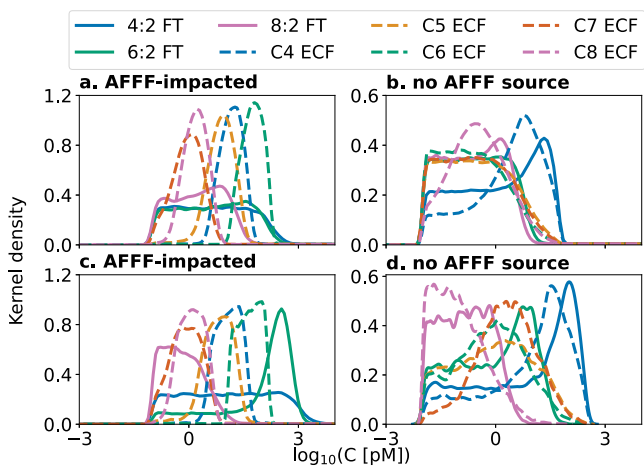 4:2 FT 8:2 FT C5 ECF C7 ECF
6:2 FT C4 ECF C6 ECF C8 ECF
a. AFFF-impacted b. no AFFF source
1.2 0.6
0.8 0.4
0.4 0.2
0.0 0.0
Kernel density
c. AFFF-impacted d. no AFFF source
1.2 0.6
0.8 0.4
0.4 0.2
0.0 0.0
−3 0 3 −3 0 3
log₁₀(C [pM])